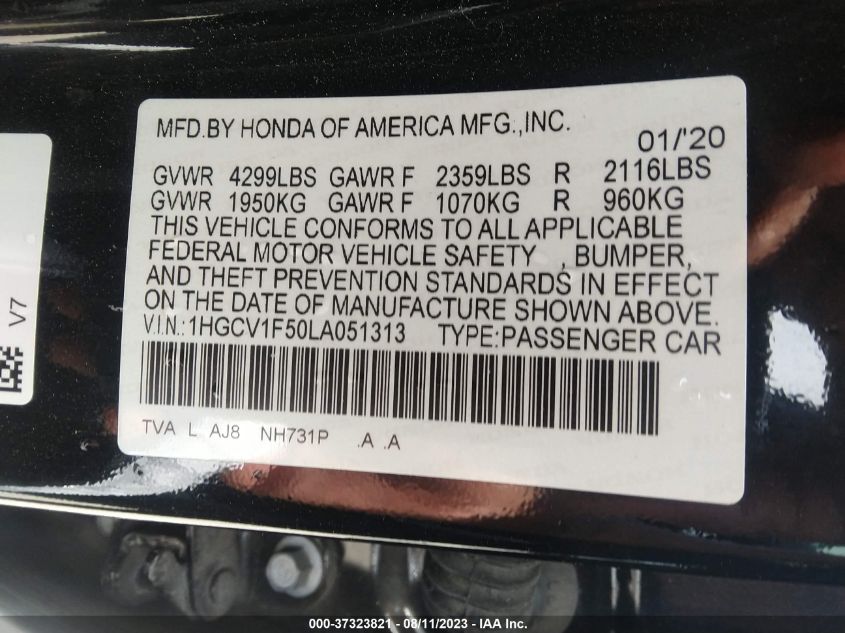 MFD.BY HONDA OF AMERICA MFG.,INC.
01/'20
GVWR 4299LBS GAWR F 2359LBS R 2116LBS
GVWR 1950KG GAWR F 1070KG R 960KG
THIS VEHICLE CONFORMS TO ALL APPLICABLE
FEDERAL MOTOR VEHICLE SAFETY , BUMPER,
AND THEFT PREVENTION STANDARDS IN EFFECT
ON THE DATE OF MANUFACTURE SHOWN ABOVE.
V.I.N.:1HGCV1F50LA051313 TYPE:PASSENGER CAR
TVA L AJ8 NH731P .A .A
V7
000-37323821 - 08/11/2023 - IAA Inc.